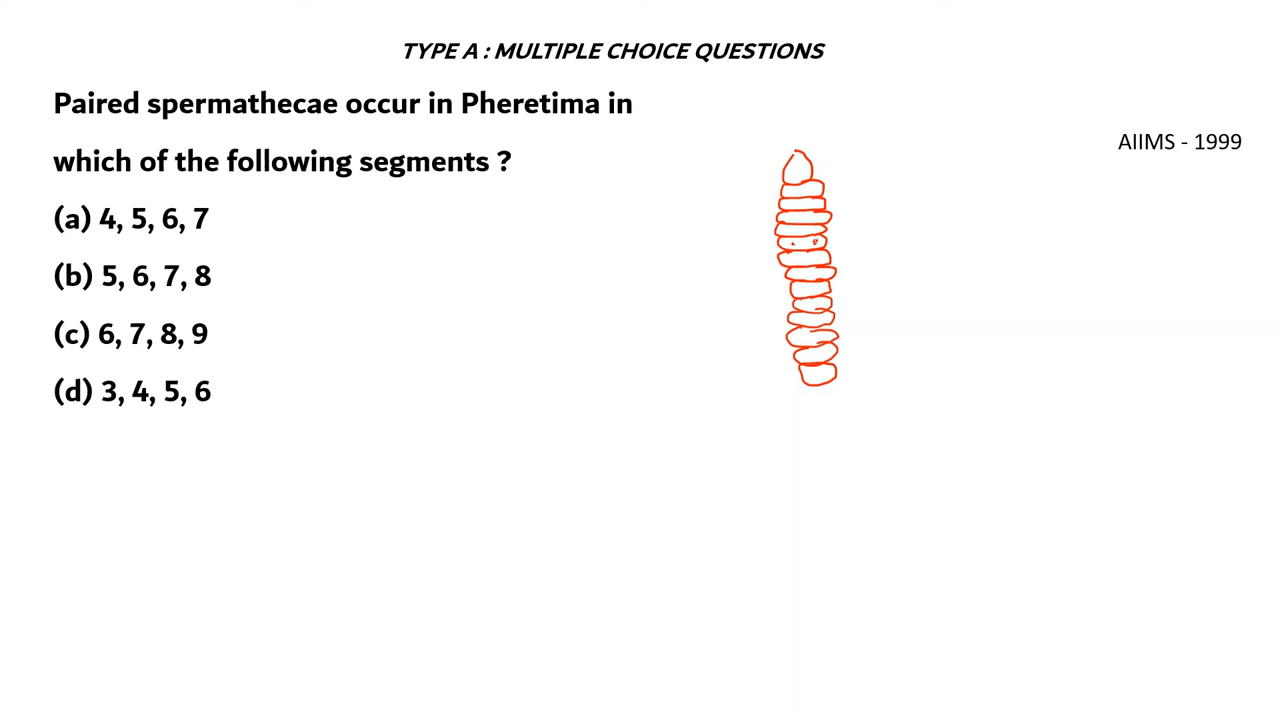 TYPE A : MULTIPLE CHOICE QUESTIONS
Paired spermathecae occur in Pheretima in
which of the following segments ?
AIIMS - 1999
(a) 4, 5, 6, 7
(b) 5, 6, 7, 8
(c) 6, 7, 8, 9
(d) 3, 4, 5, 6